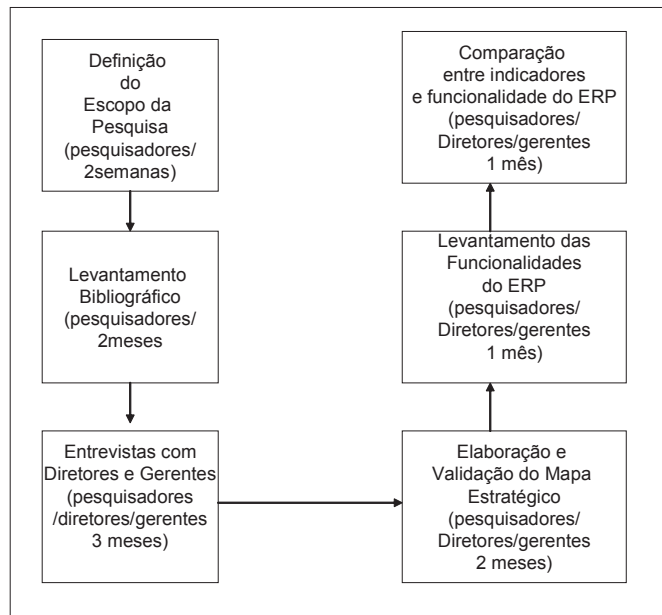 Definição
do
Escopo da
Pesquisa
(pesquisadores/
2semanas)
Levantamento
Bibliográfico
(pesquisadores/
2meses
Entrevistas com
Diretores e Gerentes
(pesquisadores
/diretores/gerentes
3 meses)
Elaboração e
Validação do Mapa
Estratégico
(pesquisadores/
Diretores/gerentes
2 meses)
Levantamento das
Funcionalidades
do ERP
(pesquisadores/
Diretores/gerentes
1 mês)
Comparação
entre indicadores
e funcionalidade do ERP
(pesquisadores/
Diretores/gerentes
1 mês)